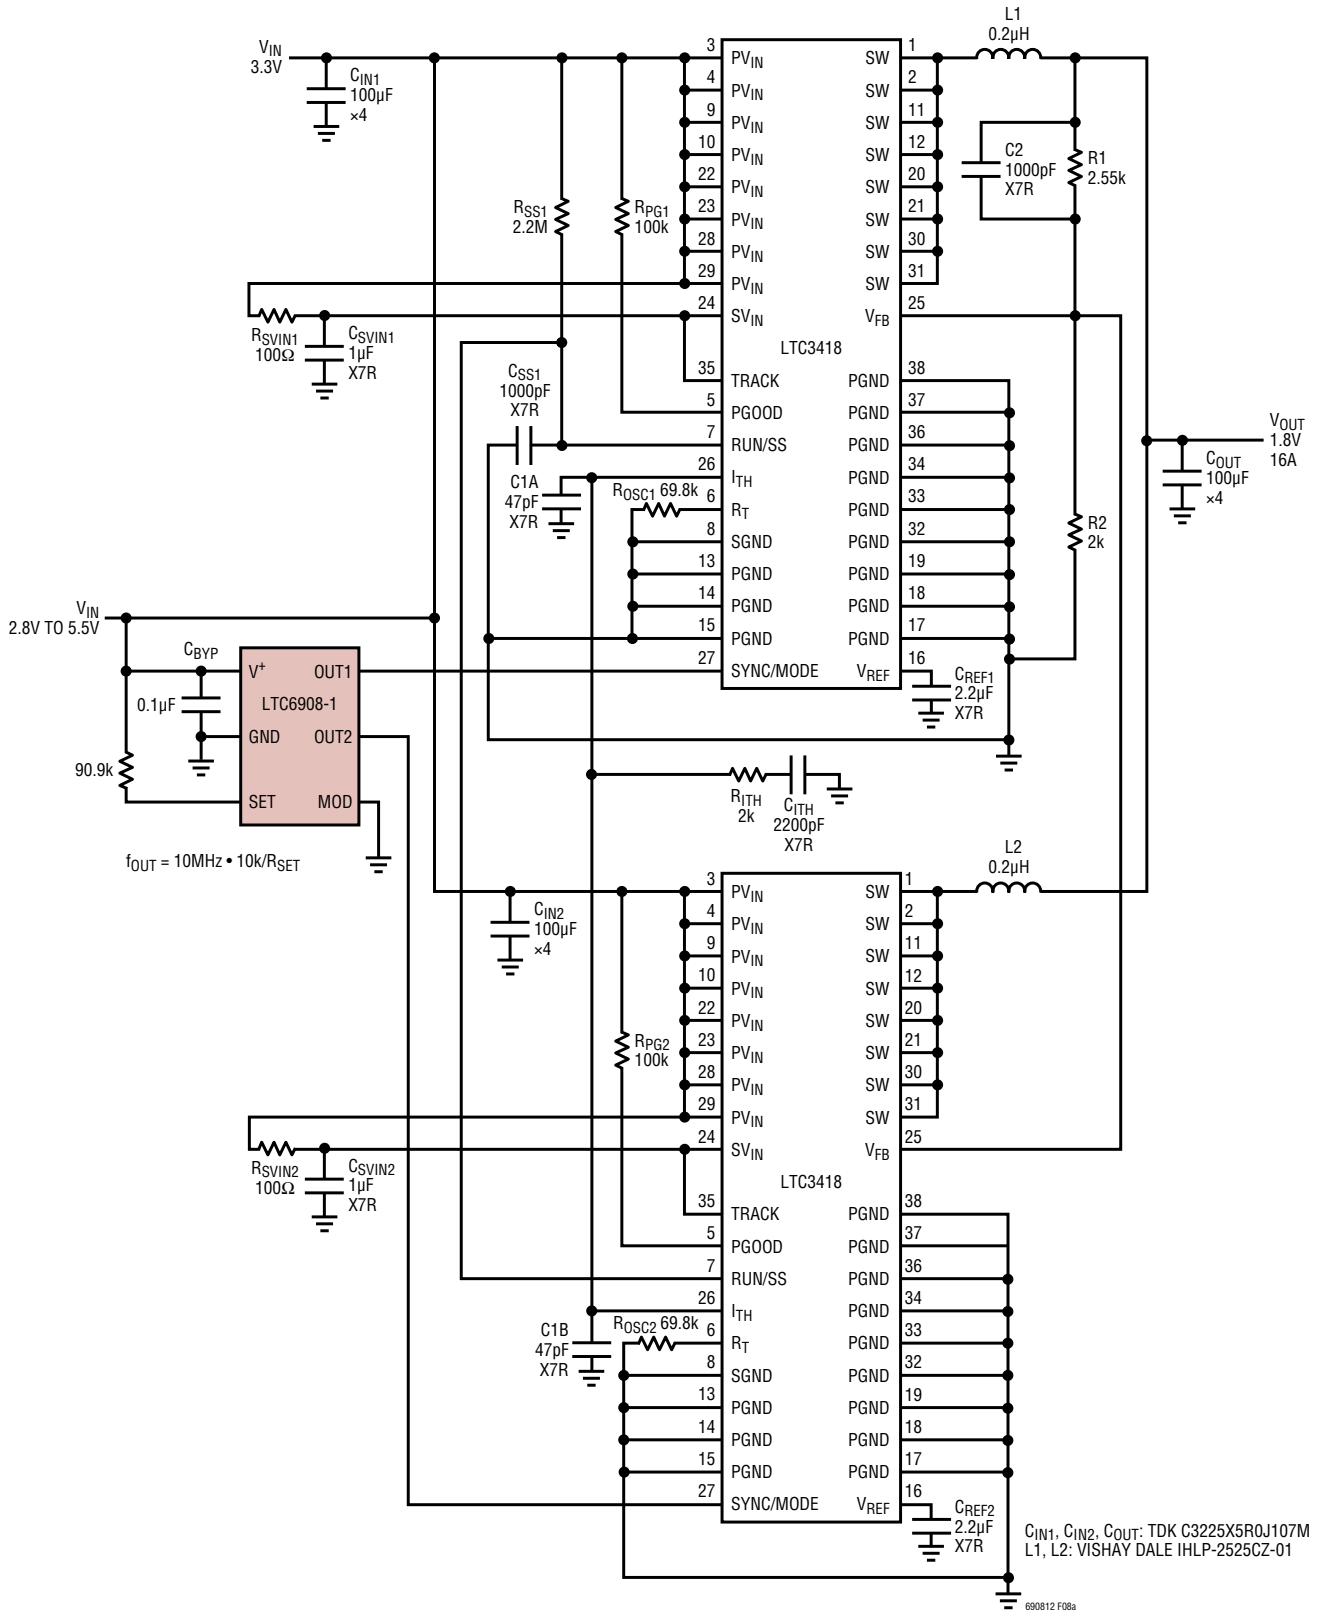 VIN
3.3V
CIN1
100µF
×4
RSS1
2.2M
RPG1
100k
RSVIN1
100Ω
CSVIN1
1µF
X7R
CSS1
1000pF
X7R
C1A
47pF
X7R
ROSC1 69.8k
3
4
9
10
22
23
28
29
24
35
5
7
26
6
8
13
14
15
27
PVIN
PVIN
PVIN
PVIN
PVIN
PVIN
PVIN
PVIN
SVIN
TRACK
PGOOD
RUN/SS
ITH
RT
SGND
PGND
PGND
PGND
SYNC/MODE
LTC3418
SW
SW
SW
SW
SW
SW
SW
SW
VFB
PGND
PGND
PGND
PGND
PGND
PGND
PGND
PGND
PGND
VREF
1
2
11
12
20
21
30
31
25
38
37
36
34
33
32
19
18
17
16
L1
0.2µH
C2
1000pF
X7R
R1
2.55k
R2
2k
VOUT
1.8V
16A
COUT
100µF
×4
CREF1
2.2µF
X7R
VIN
2.8V TO 5.5V
CBYP
0.1µF
90.9k
V+
OUT1
LTC6908-1
GND
OUT2
SET
MOD
fOUT = 10MHz • 10k/RSET
RITH
2k
CITH
2200pF
X7R
CIN2
100µF
×4
RPG2
100k
RSVIN2
100Ω
CSVIN2
1µF
X7R
C1B
47pF
X7R
ROSC2 69.8k
3
4
9
10
22
23
28
29
24
35
5
7
26
6
8
13
14
15
27
PVIN
PVIN
PVIN
PVIN
PVIN
PVIN
PVIN
PVIN
SVIN
TRACK
PGOOD
RUN/SS
ITH
RT
SGND
PGND
PGND
PGND
SYNC/MODE
LTC3418
SW
SW
SW
SW
SW
SW
SW
SW
VFB
PGND
PGND
PGND
PGND
PGND
PGND
PGND
PGND
PGND
VREF
1
2
11
12
20
21
30
31
25
38
37
36
34
33
32
19
18
17
16
L2
0.2µH
CREF2
2.2µF
X7R
CIN1, CIN2, COUT: TDK C3225X5R0J107M
L1, L2: VISHAY DALE IHLP-2525CZ-01
690812 F08a